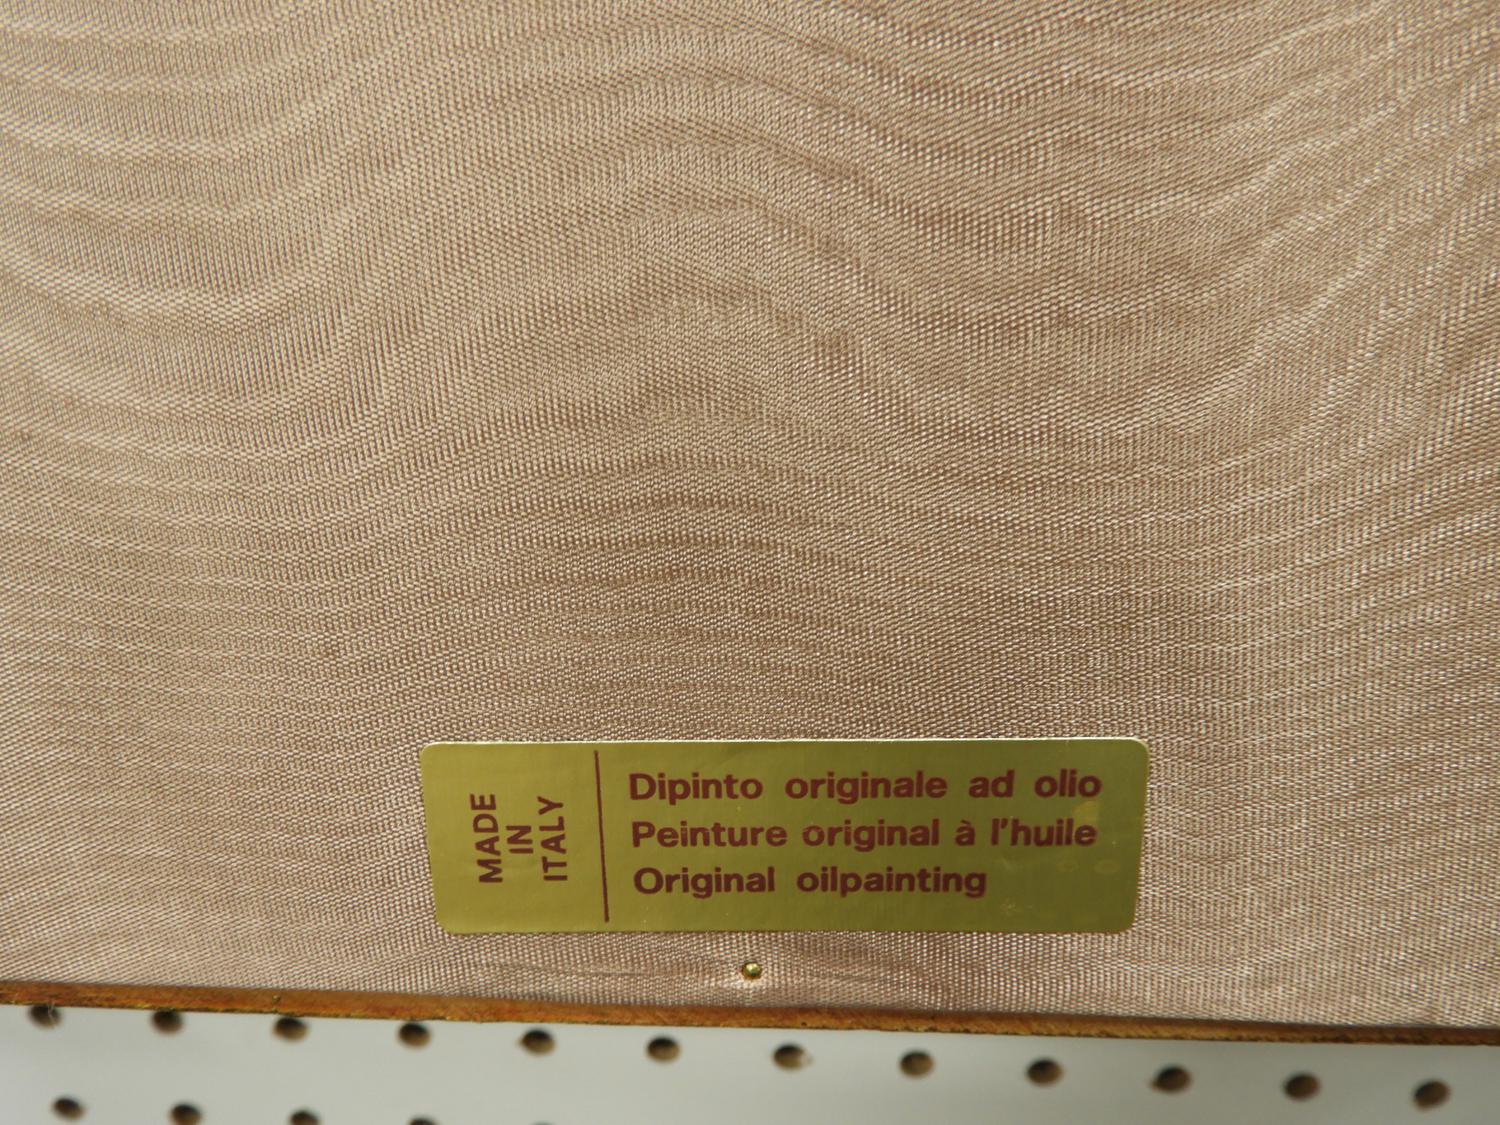 MADE
IN
ITALY
Dipinto originale ad olio
Peinture original à l'huile
Original oilpainting